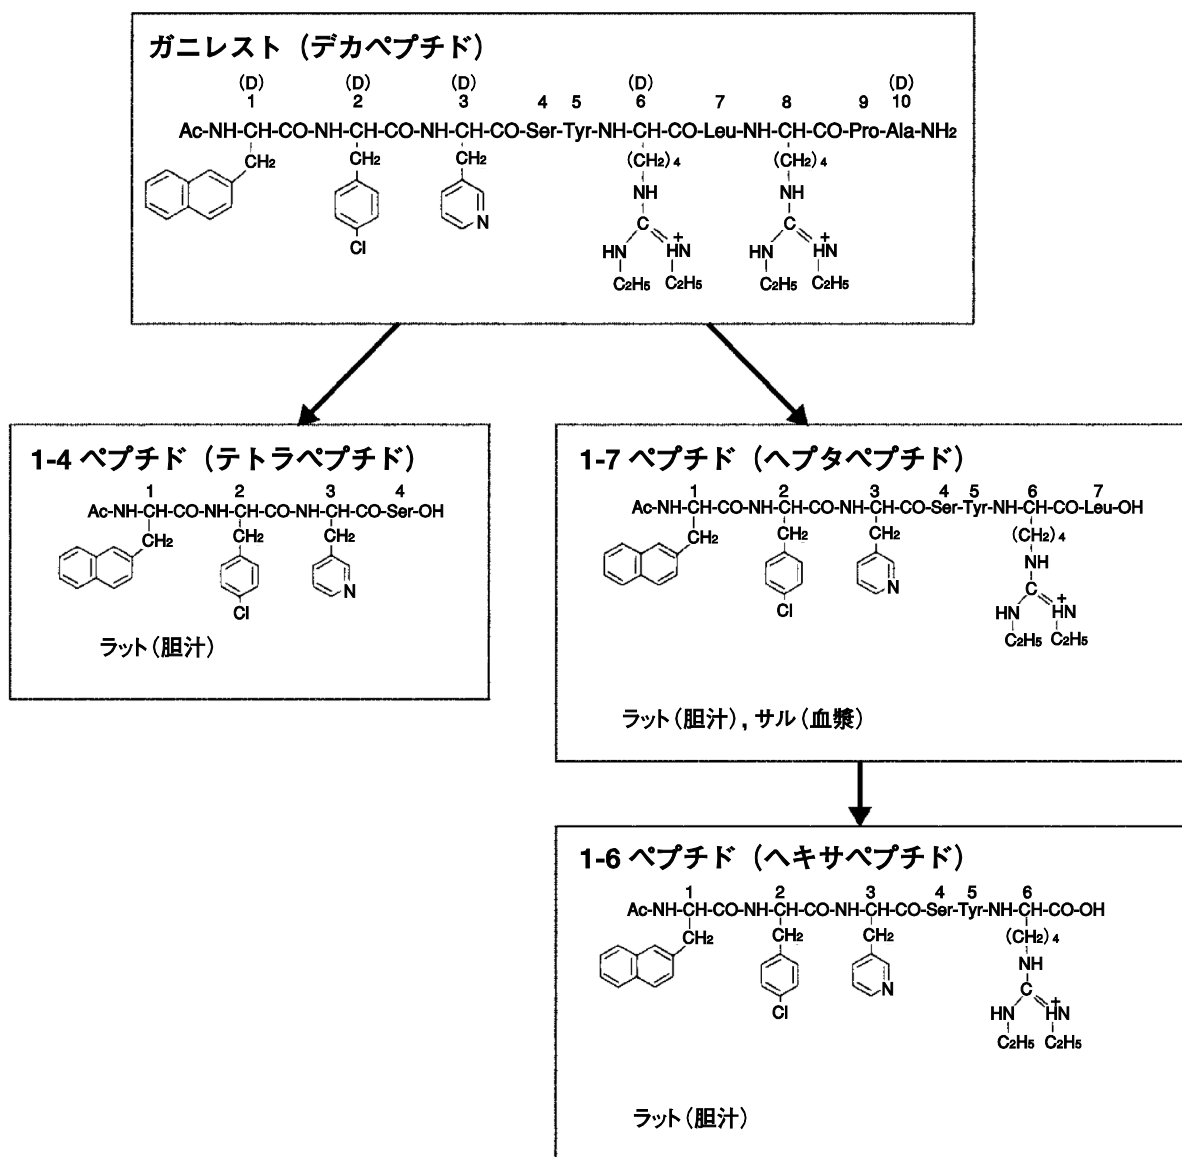 ガニレスト（デカペプチド）
(D) (D) (D) (D) (D)
1 2 3 4 5 6 7 8 9 10
Ac-NH-CH-CO-NH-CH-CO-NH-CH-CO-Ser-Tyr-NH-CH-CO-Leu-NH-CH-CO-Pro-Ala-NH₂
CH₂ CH₂ CH₂ (CH₂)₄ (CH₂)₄
NH NH
N C C
Cl HN HN+ HN HN+
C₂H₅ C₂H₅ C₂H₅ C₂H₅
1-4 ペプチド（テトラペプチド）
1 2 3 4
Ac-NH-CH-CO-NH-CH-CO-NH-CH-CO-Ser-OH
CH₂ CH₂ CH₂
N
Cl
ラット（胆汁）
1-7 ペプチド（ヘプタペプチド）
1 2 3 4 5 6 7
Ac-NH-CH-CO-NH-CH-CO-NH-CH-CO-Ser-Tyr-NH-CH-CO-Leu-OH
CH₂ CH₂ CH₂ (CH₂)₄
NH
N C
Cl HN HN+
C₂H₅ C₂H₅
ラット（胆汁）, サル（血漿）
1-6 ペプチド（ヘキサペプチド）
1 2 3 4 5 6
Ac-NH-CH-CO-NH-CH-CO-NH-CH-CO-Ser-Tyr-NH-CH-CO-OH
CH₂ CH₂ CH₂ (CH₂)₄
NH
N C
Cl HN HN+
C₂H₅ C₂H₅
ラット（胆汁）